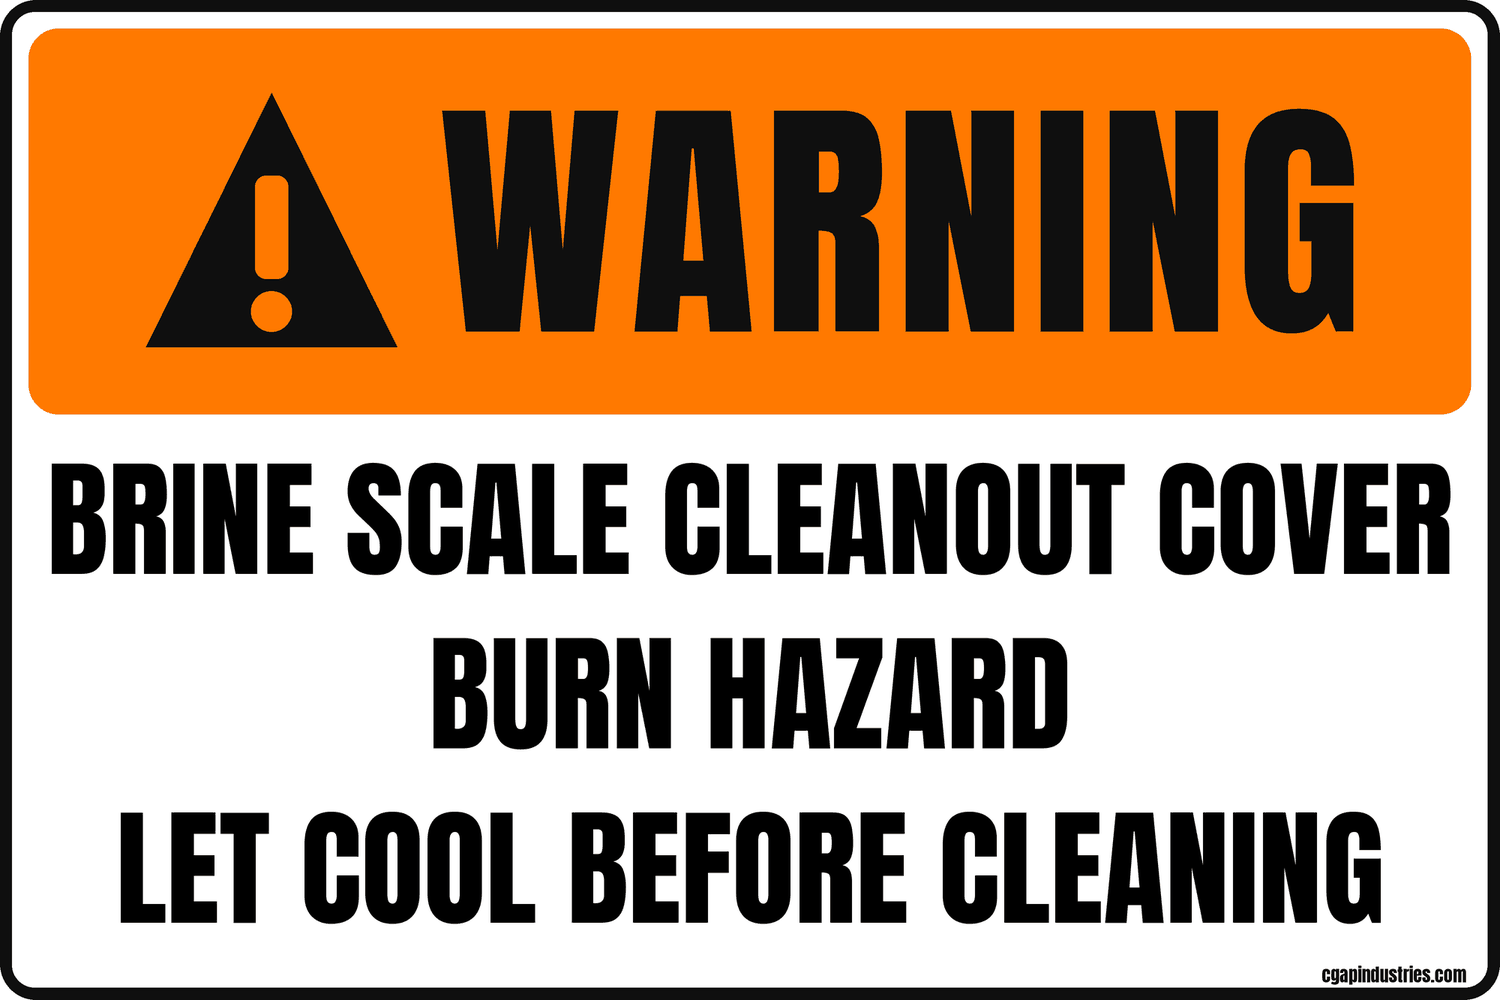 WARNING
BRINE SCALE CLEANOUT COVER
BURN HAZARD
LET COOL BEFORE CLEANING
cgapindustries.com